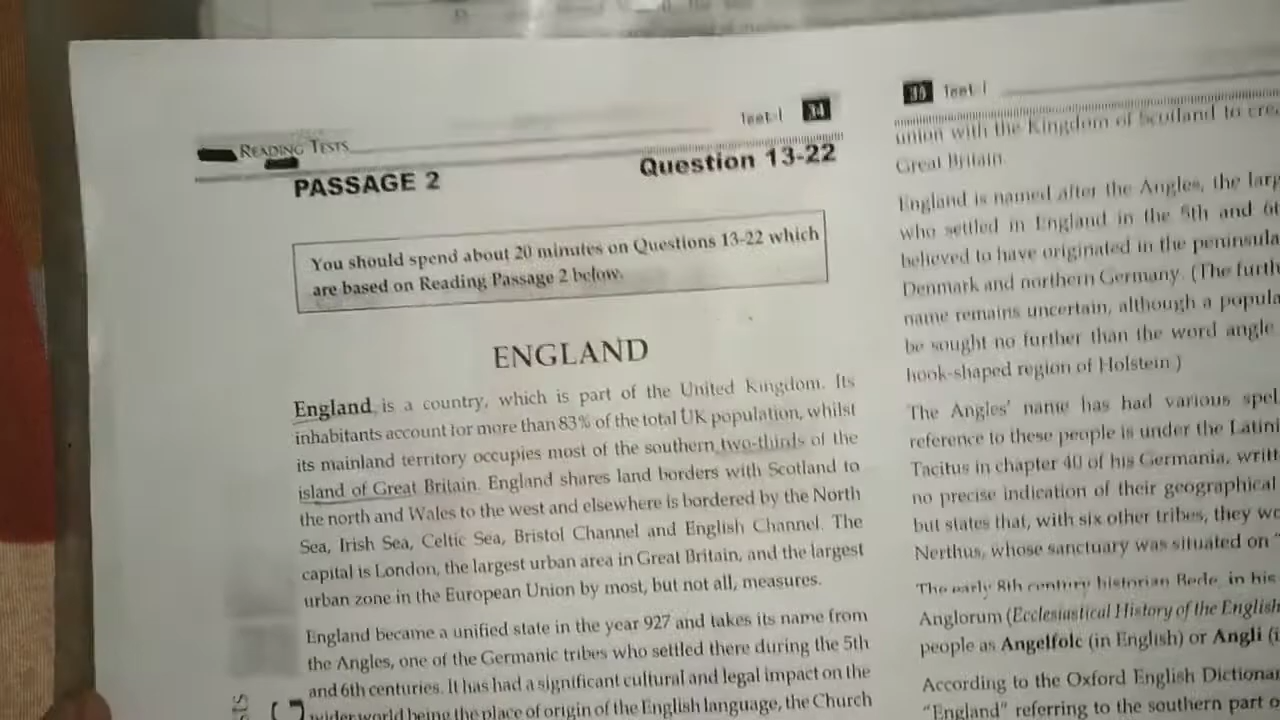 READING TESTS
Test-1 34
PASSAGE 2
Question 13-22
You should spend about 20 minutes on Questions 13-22 which
are based on Reading Passage 2 below.
ENGLAND
England, is a country, which is part of the United Kingdom. Its
inhabitants account for more than 83% of the total UK population, whilst
its mainland territory occupies most of the southern two-thirds of the
island of Great Britain. England shares land borders with Scotland to
the north and Wales to the west and elsewhere is bordered by the North
Sea, Irish Sea, Celtic Sea, Bristol Channel and English Channel. The
capital is London, the largest urban area in Great Britain, and the largest
urban zone in the European Union by most, but not all, measures.
England became a unified state in the year 927 and takes its name from
the Angles, one of the Germanic tribes who settled there during the 5th
and 6th centuries. It has had a significant cultural and legal impact on the
wider world being the place of origin of the English language, the Church
Test 1
union with the Kingdom of Scotland to
Great Britain.
England is named after the Angles, the
who settled in England in the 5th and
believed to have originated in the
Denmark and northern Germany. (The
name remains uncertain, although a
be sought no further than the word angle
hook-shaped region of Holstein.)
The Angles' name has had various
reference to these people is under the
Tacitus in chapter 40 of his Germania,
no precise indication of their geographical
but states that, with six other tribes, they
Nerthus, whose sanctuary was situated on "
The early 8th century historian Bede, in his
Anglorum (Ecclesiastical History of the English
people as Angelfolc (in English) or Angli
According to the Oxford English
"England" referring to the southern part